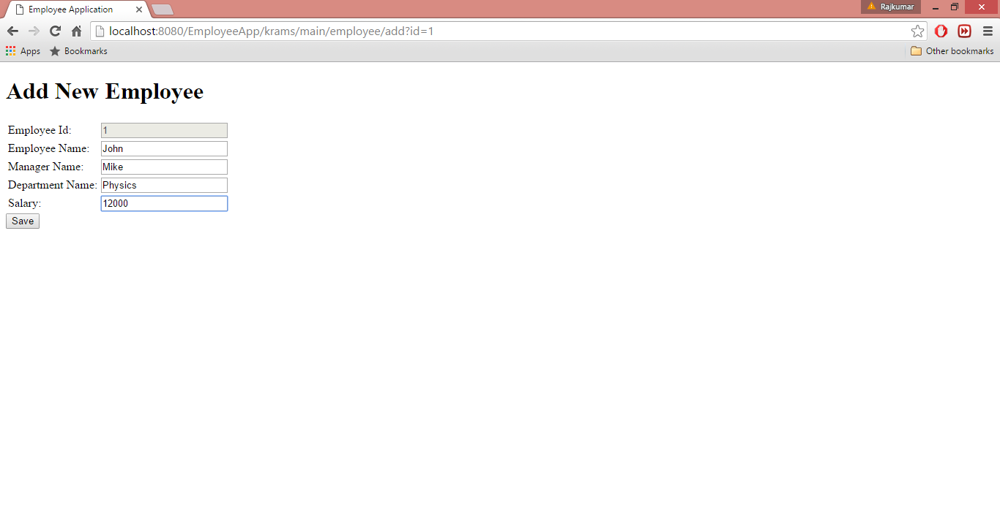 Employee Application
Rajkumar
localhost:8080/EmployeeApp/krams/main/employee/add?id=1
Apps Bookmarks Other bookmarks
Add New Employee
Employee Id: 1
Employee Name: John
Manager Name: Mike
Department Name: Physics
Salary: 12000
Save